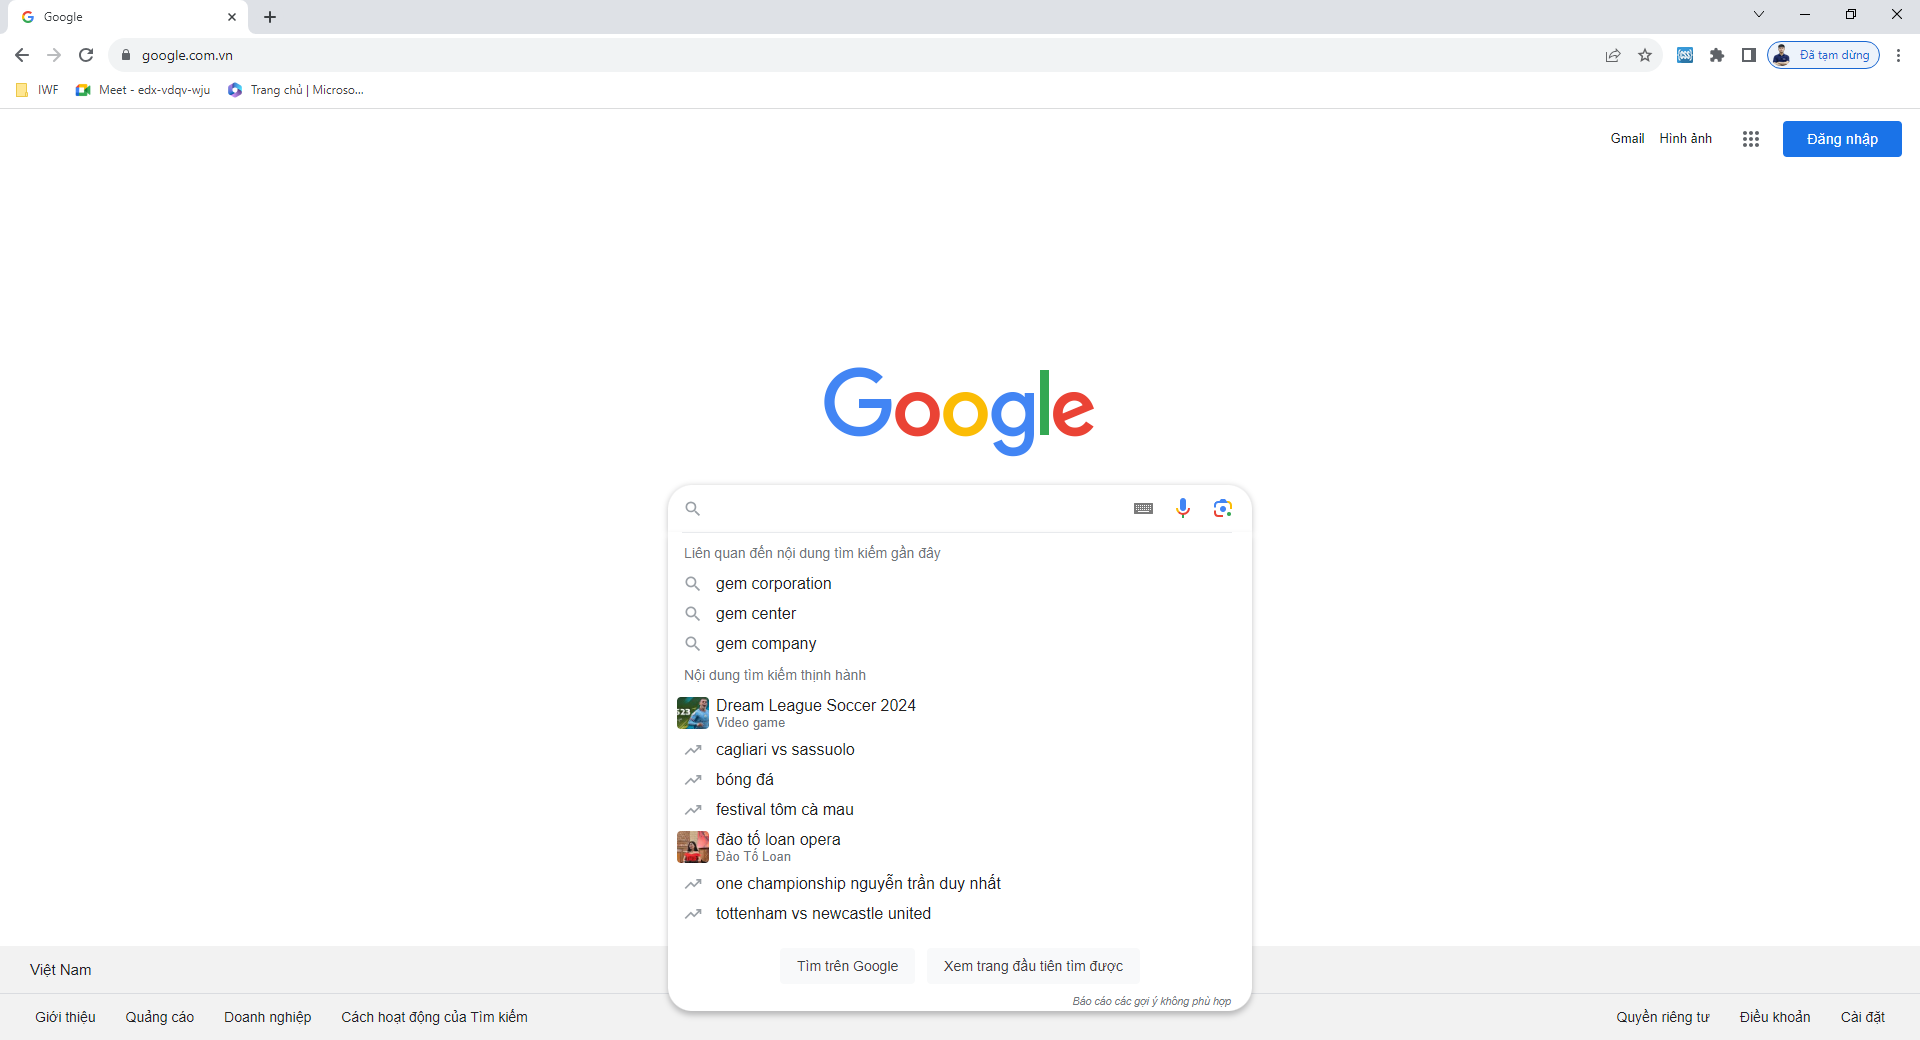 Google
google.com.vn
Đã tạm dừng
IWF
Meet - edx-vdqv-wju
Trang chủ | Microso...
Gmail
Hình ảnh
Đăng nhập
Google
Liên quan đến nội dung tìm kiếm gần đây
gem corporation
gem center
gem company
Nội dung tìm kiếm thịnh hành
Dream League Soccer 2024
Video game
cagliari vs sassuolo
bóng đá
festival tôm cà mau
đào tố loan opera
Đào Tố Loan
one championship nguyễn trần duy nhất
tottenham vs newcastle united
Tìm trên Google
Xem trang đầu tiên tìm được
Báo cáo các gợi ý không phù hợp
Việt Nam
Giới thiệu
Quảng cáo
Doanh nghiệp
Cách hoạt động của Tìm kiếm
Quyền riêng tư
Điều khoản
Cài đặt